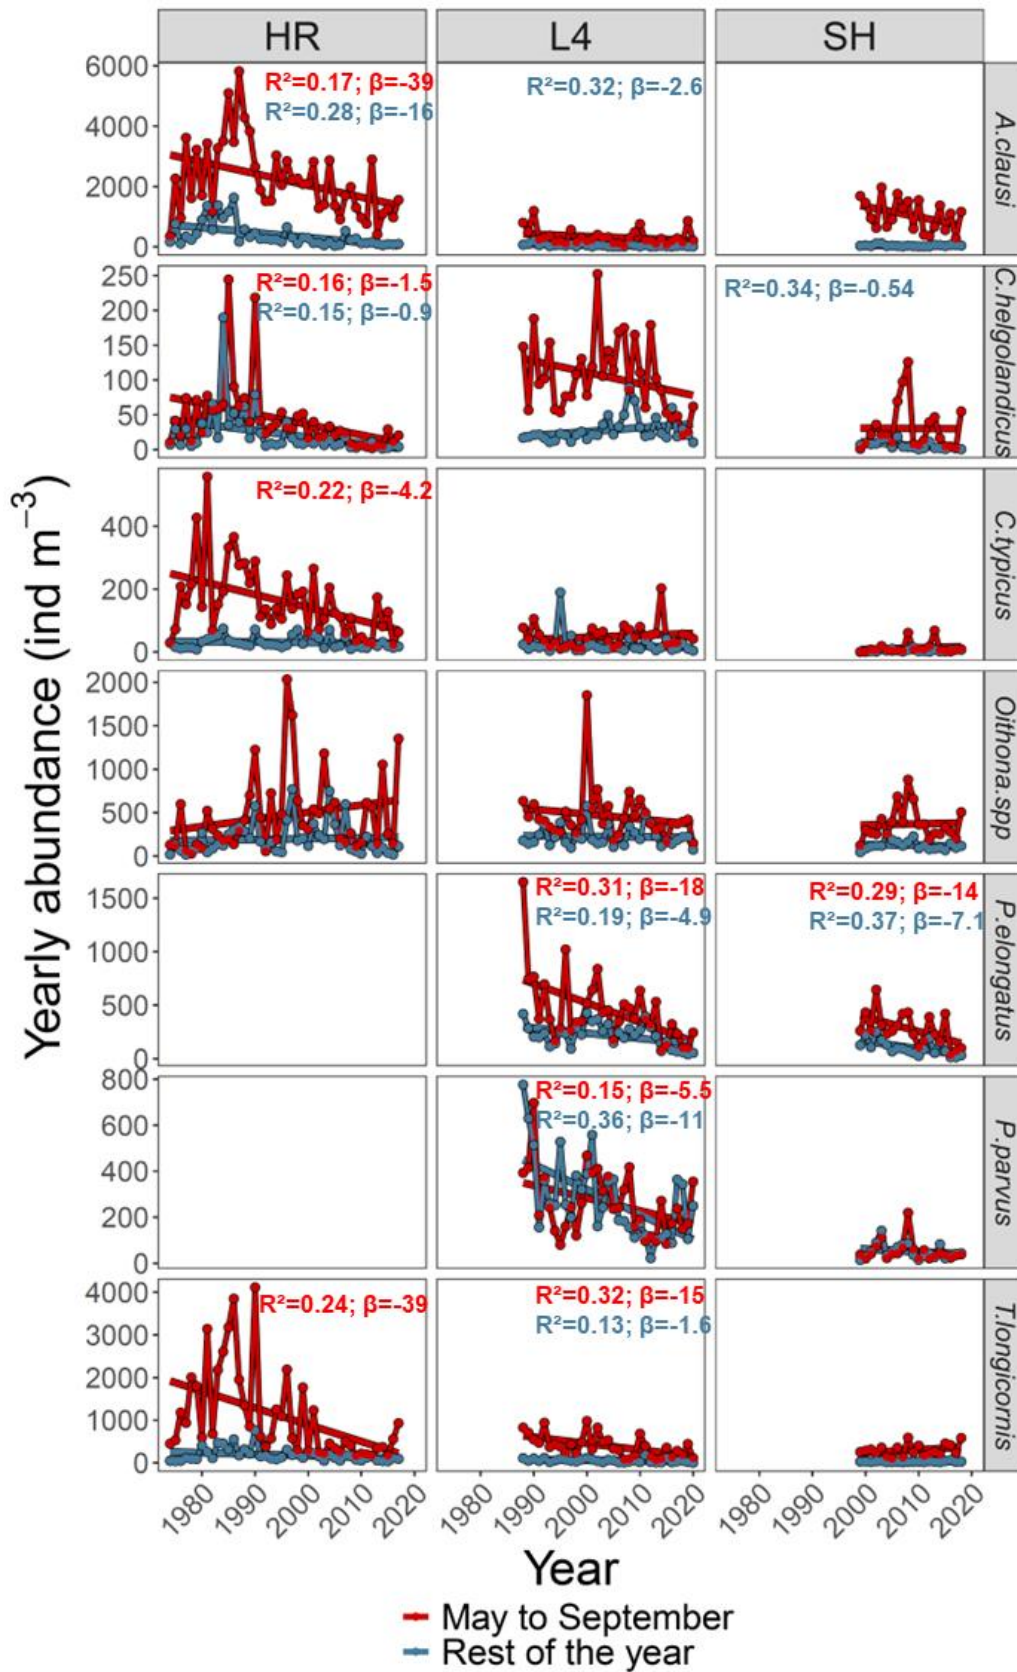 HR L4 SH
Yearly abundance (ind m⁻³)
6000
4000
2000
0
R²=0.17; β=-39
R²=0.28; β=-16
R²=0.32; β=-2.6
A.clausi
250
200
150
100
50
0
R²=0.16; β=-1.5
R²=0.15; β=-0.9
R²=0.34; β=-0.54
C.helgolandicus
400
200
0
R²=0.22; β=-4.2
C.typicus
2000
1500
1000
500
0
Oithona.spp
1500
1000
500
0
R²=0.31; β=-18
R²=0.19; β=-4.9
R²=0.29; β=-14
R²=0.37; β=-7.1
P.elongatus
800
600
400
200
0
R²=0.15; β=-5.5
R²=0.36; β=-11
P.parvus
4000
3000
2000
1000
0
R²=0.24; β=-39
R²=0.32; β=-15
R²=0.13; β=-1.6
T.longicornis
1980 1990 2000 2010 2020 1980 1990 2000 2010 2020 1980 1990 2000 2010 2020
Year
May to September
Rest of the year